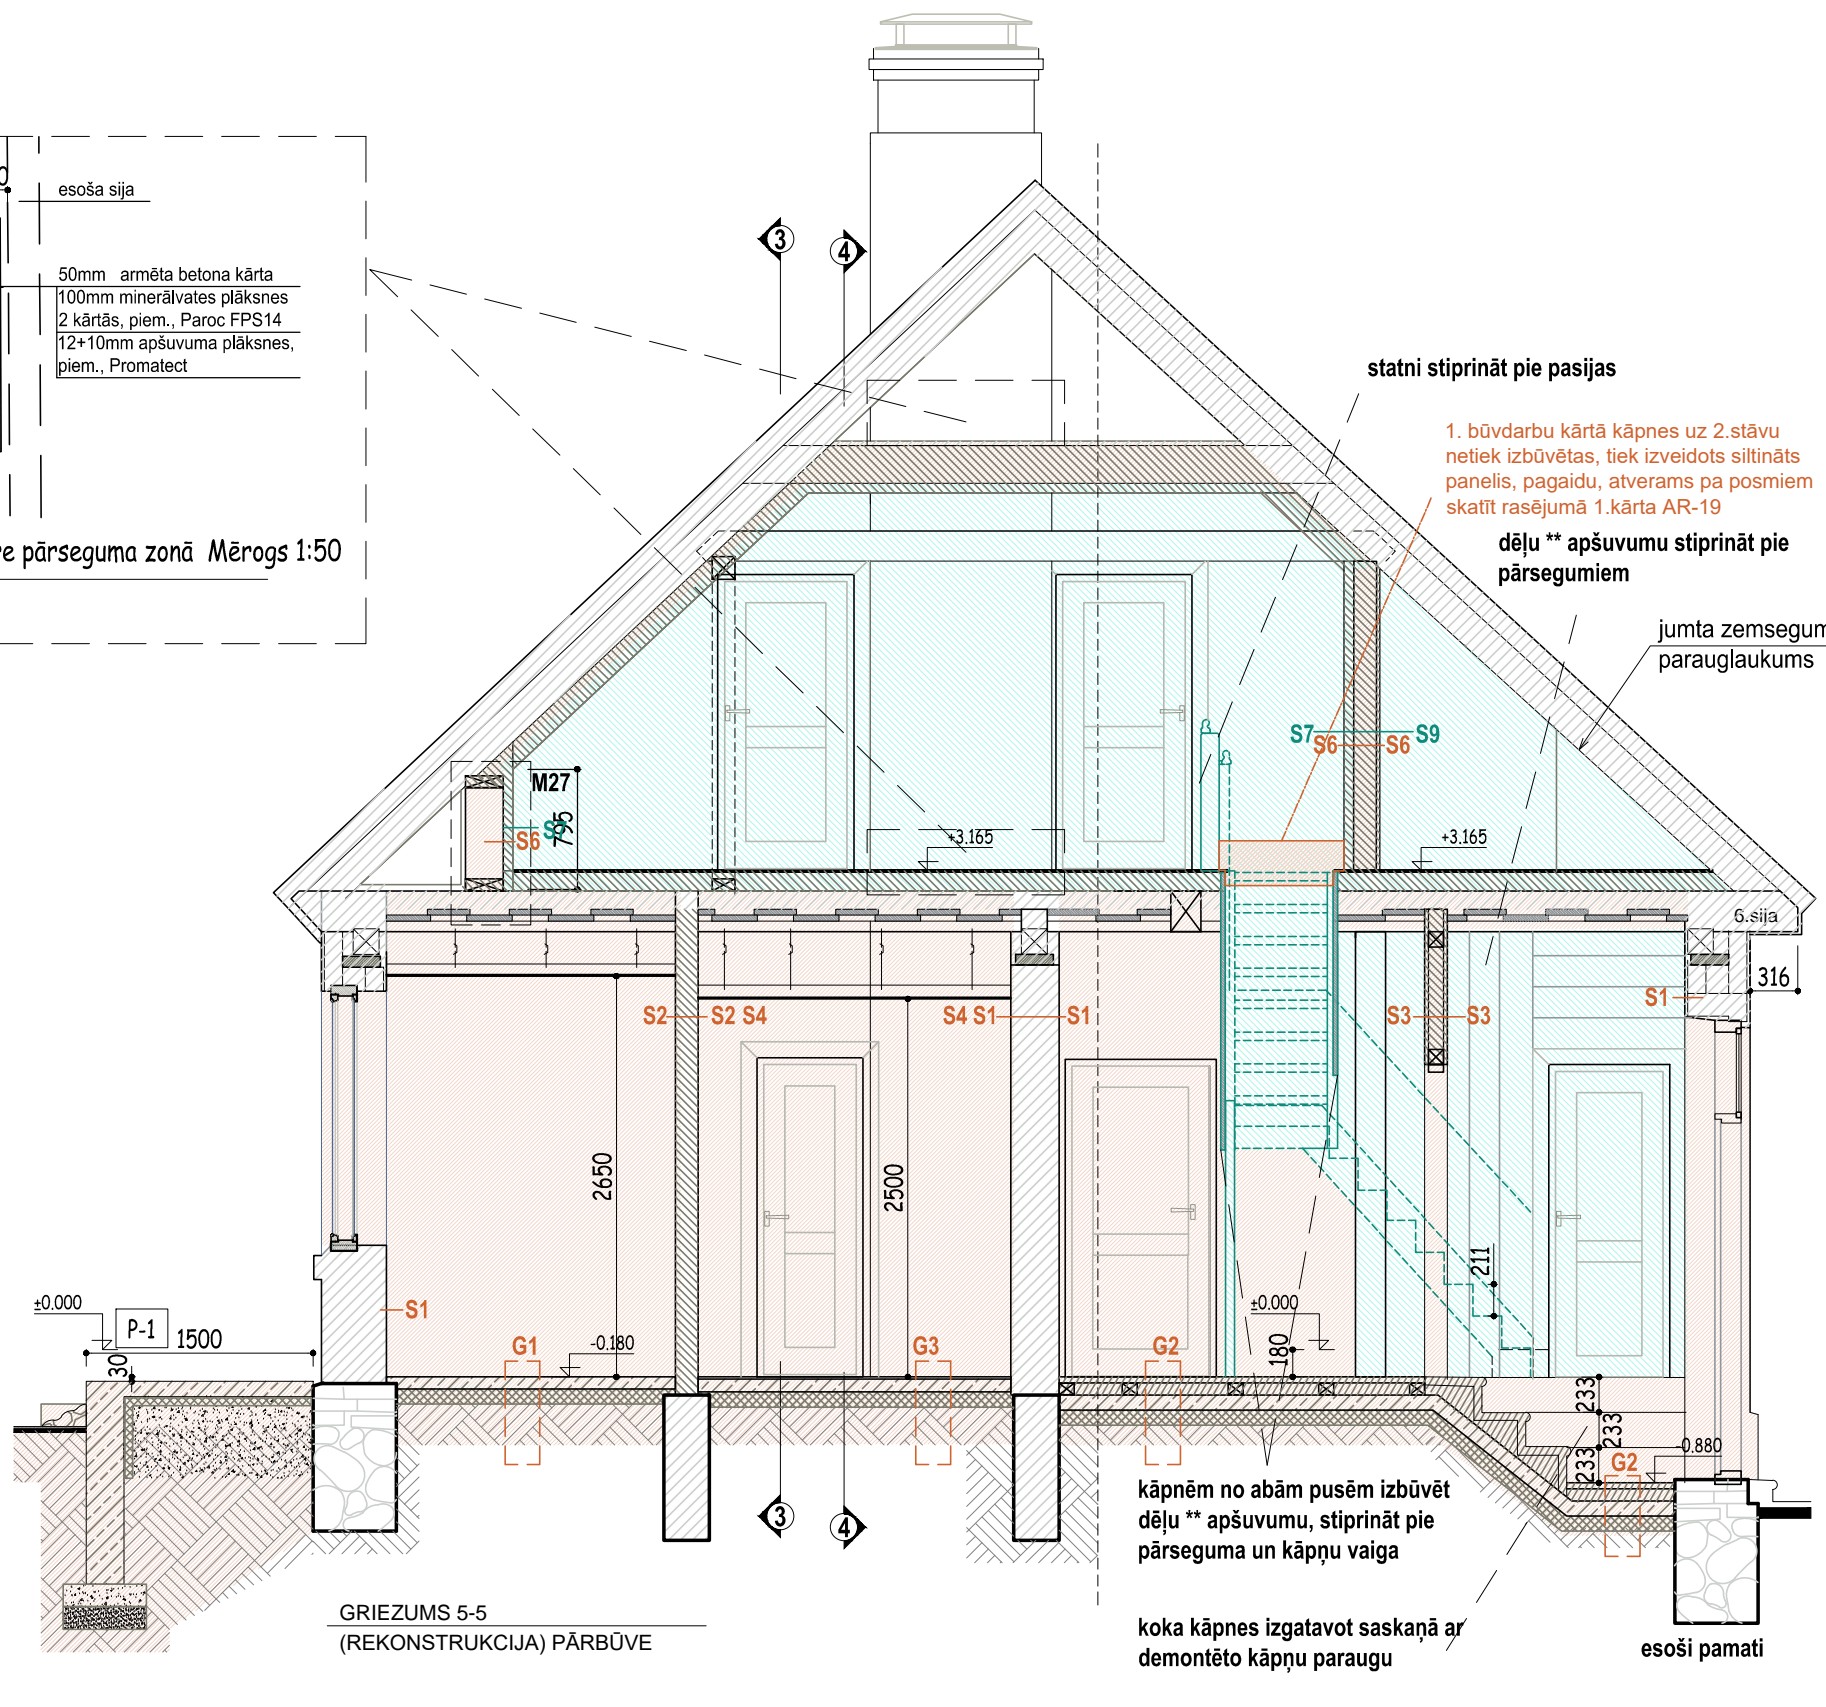 esoša sija
50mm armēta betona kārta
100mm minerālvates plāksnes
2 kārtās, piem., Paroc FPS14
12+10mm apšuvuma plāksnes,
piem., Promatect
pārseguma zonā Mērogs 1:50
3
4
statni stiprināt pie pasijas
1. būvdarbu kārtā kāpnes uz 2.stāvu
netiek izbūvētas, tiek izveidots siltināts
panelis, pagaidu, atverams pa posmiem
skatīt rasējumā 1.kārta AR-19
dēļu ** apšuvumu stiprināt pie
pārsegumiem
jumta zemsegum
parauglaukums
S7 S9
S6 S6
M27
795
S6
+3.165
+3.165
6.sija
316
S2 S2 S4
S4 S1 S1
S3 S3
S1
2650
2500
211
±0.000
P-1
1500
30
S1
G1
-0.180
G3
G2
±0.000
180
233
233
233
-0.880
G2
3
4
kāpnēm no abām pusēm izbūvēt
dēļu ** apšuvumu, stiprināt pie
pārseguma un kāpņu vaiga
koka kāpnes izgatavot saskaņā ar
demontēto kāpņu paraugu
esoši pamati
GRIEZUMS 5-5
(REKONSTRUKCIJA) PĀRBŪVE